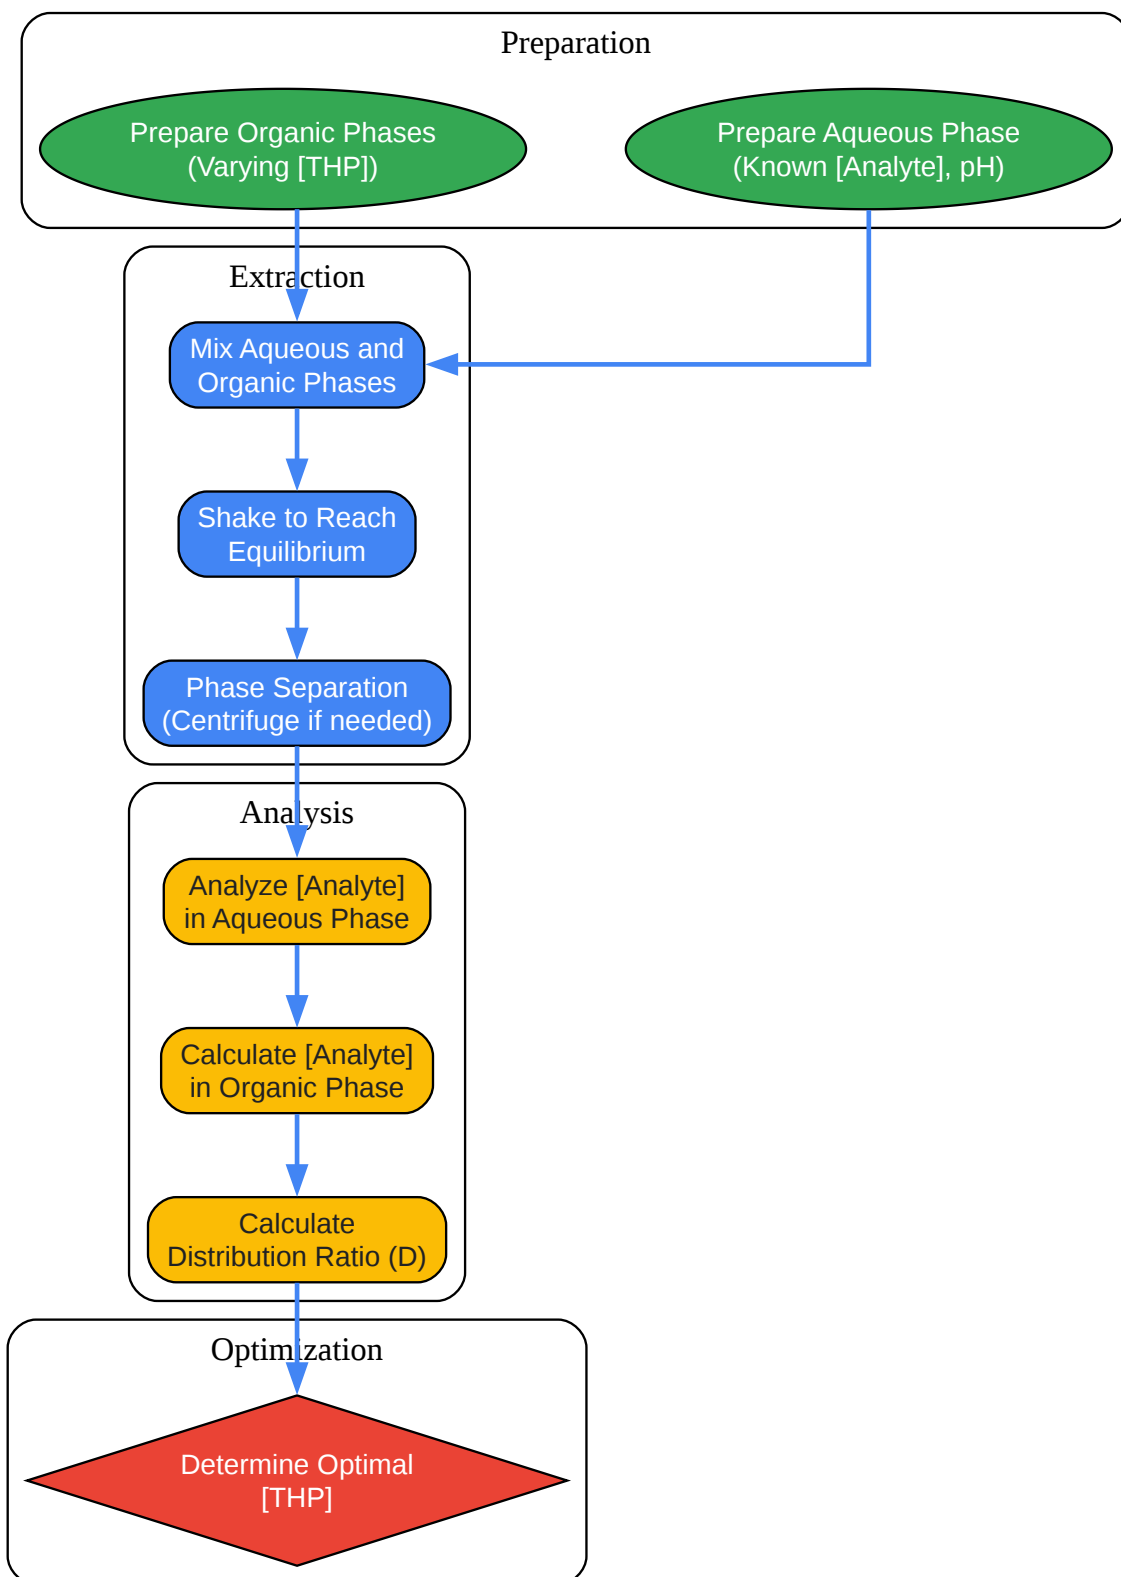 Preparation
Prepare Organic Phases
(Varying [THP])
Prepare Aqueous Phase
(Known [Analyte], pH)
Extraction
Mix Aqueous and
Organic Phases
Shake to Reach
Equilibrium
Phase Separation
(Centrifuge if needed)
Analysis
Analyze [Analyte]
in Aqueous Phase
Calculate [Analyte]
in Organic Phase
Calculate
Distribution Ratio (D)
Optimization
Determine Optimal
[THP]